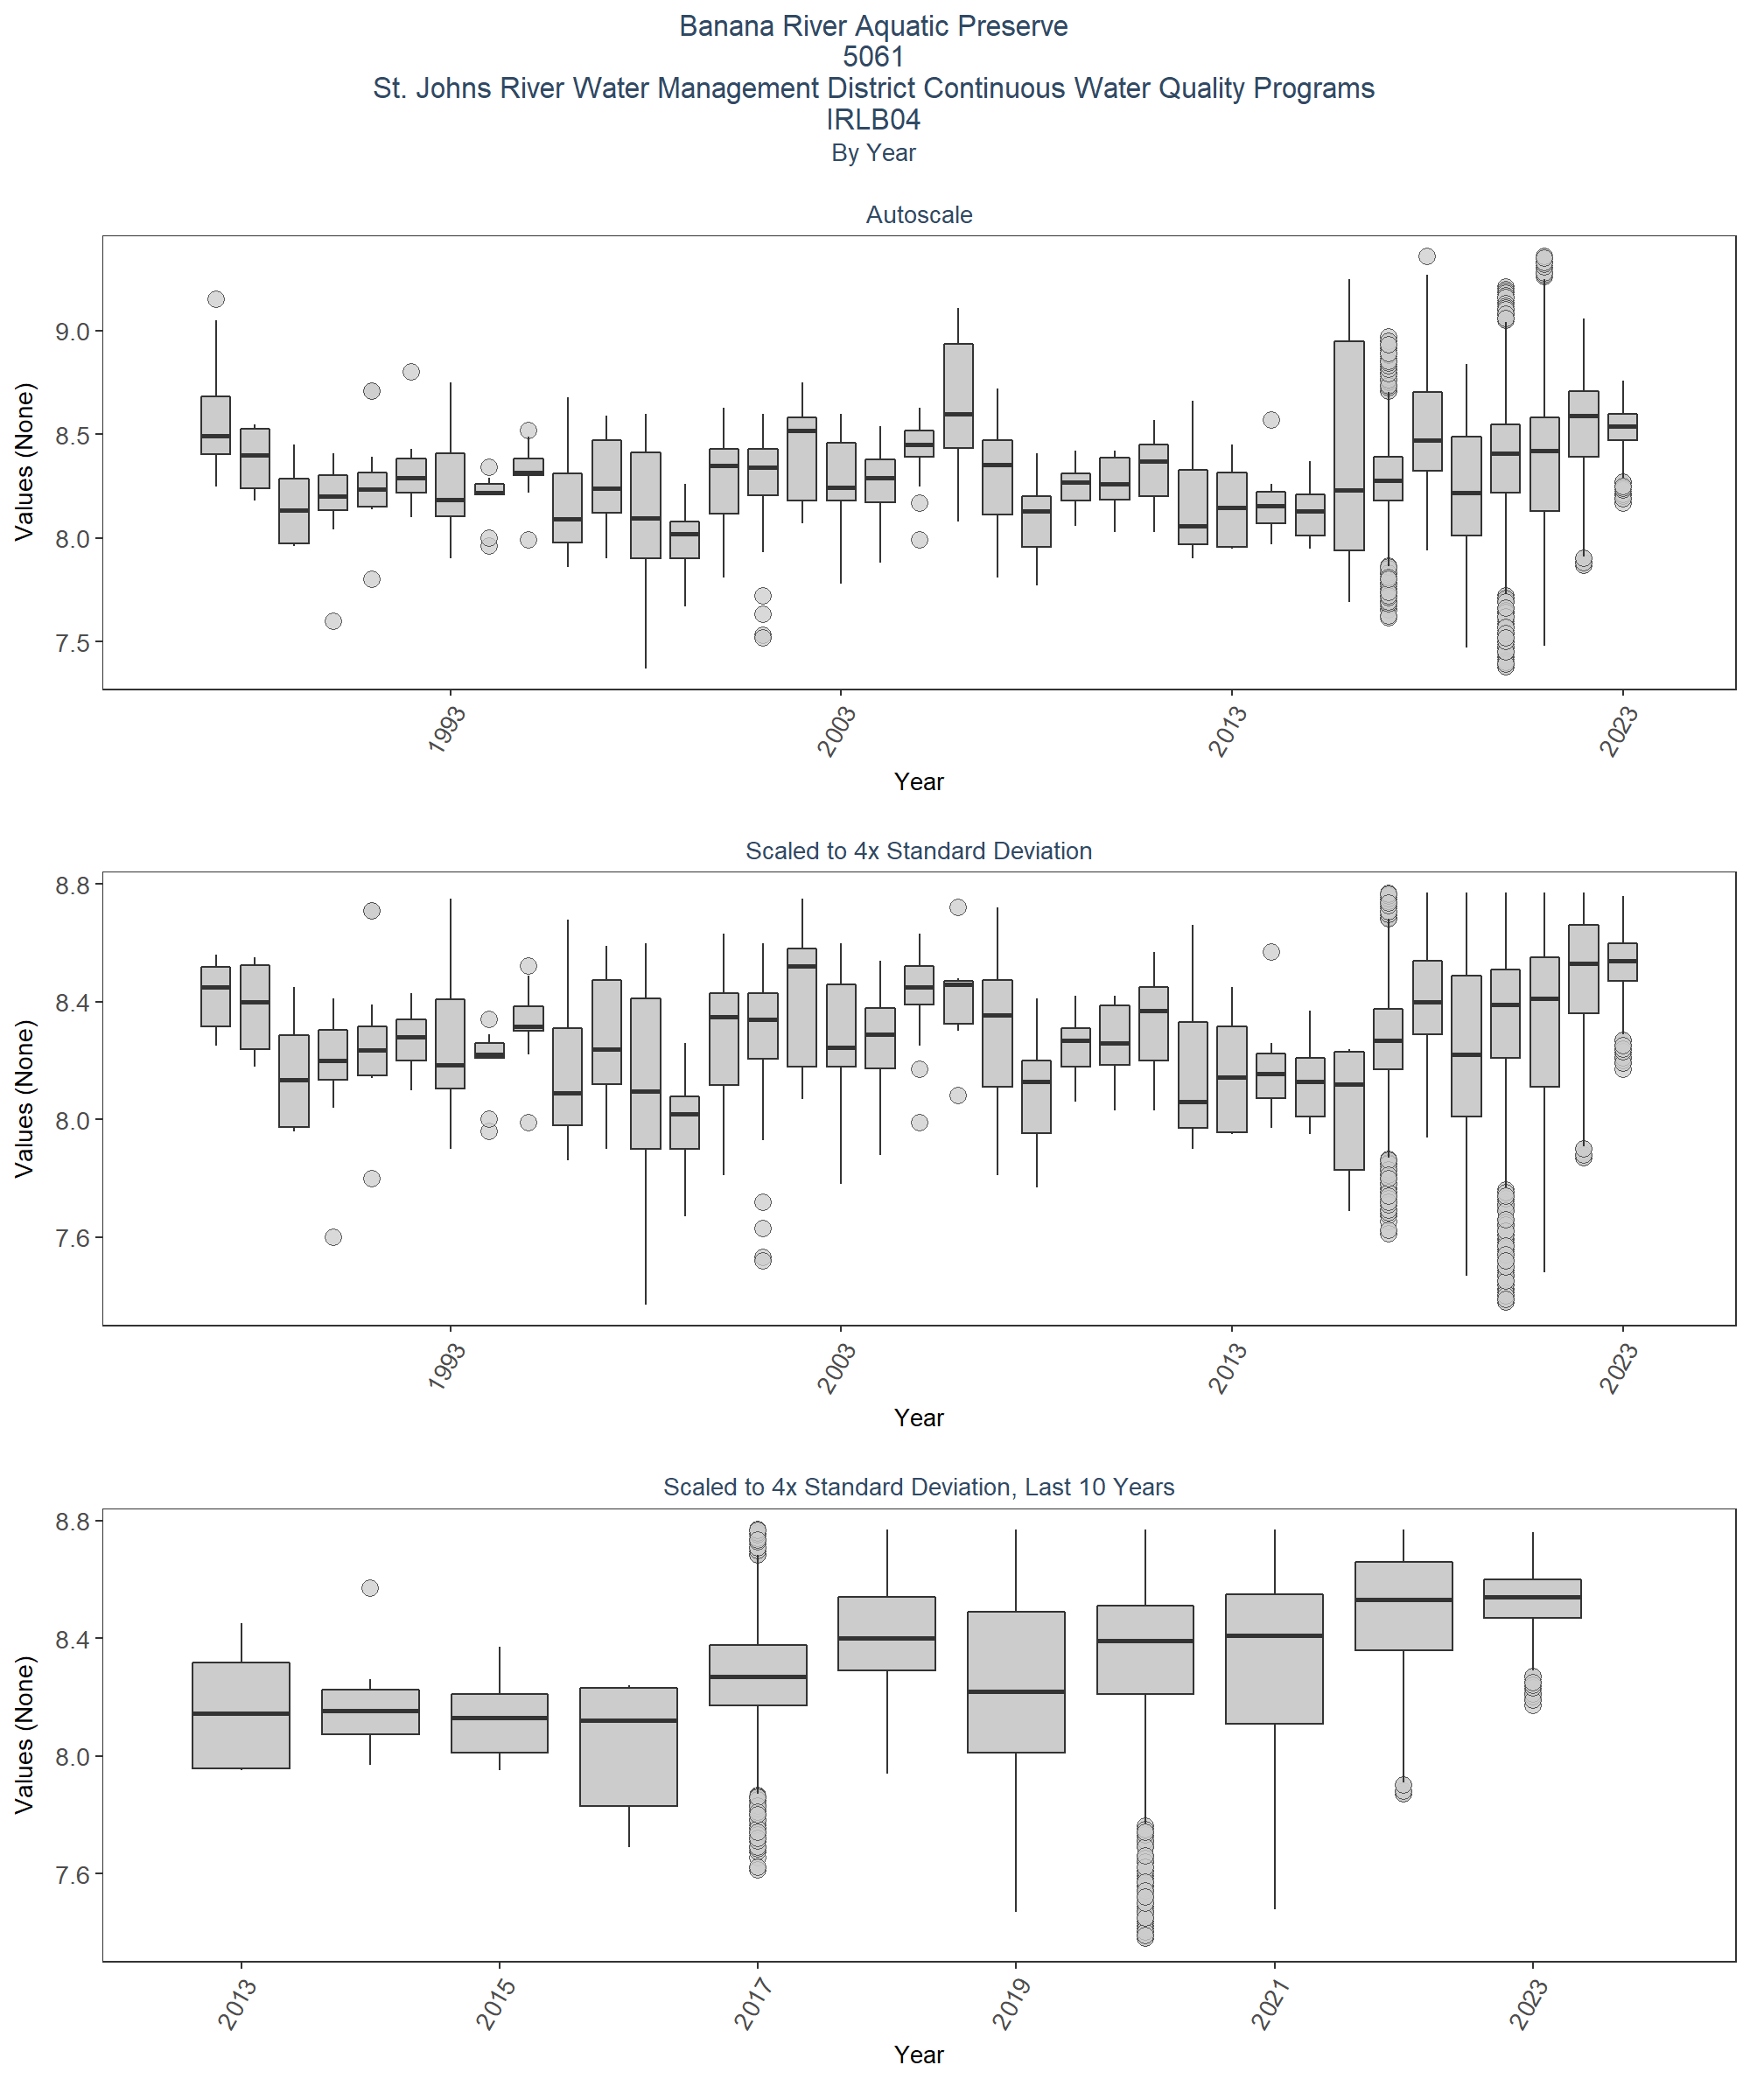 Banana River Aquatic Preserve
5061
St. Johns River Water Management District Continuous Water Quality Programs
IRLB04
By Year
Autoscale
Values (None)
9.0
8.5
8.0
7.5
1993
2003
2013
2023
Year
Scaled to 4x Standard Deviation
Values (None)
8.8
8.4
8.0
7.6
1993
2003
2013
2023
Year
Scaled to 4x Standard Deviation, Last 10 Years
Values (None)
8.8
8.4
8.0
7.6
2013
2015
2017
2019
2021
2023
Year